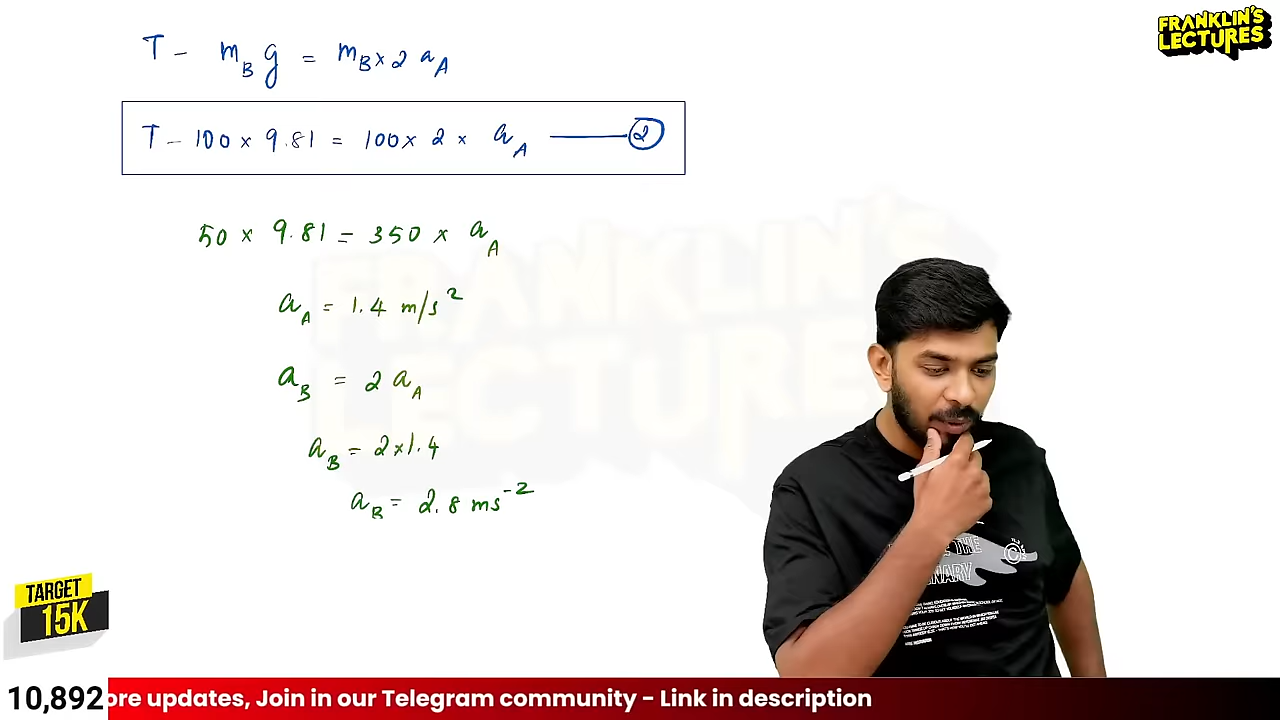 T - m_B g = m_B × 2 a_A
FRANKLIN'S
LECTURES
T - 100 × 9.81 = 100 × 2 × a_A ——— ②
50 × 9.81 = 350 × a_A
a_A = 1.4 m/s²
a_B = 2 a_A
a_B = 2×1.4
a_B = 2.8 ms⁻²
FRANKLIN'S
LECTURES
TARGET
15K
10,892
ore updates, Join in our Telegram community - Link in description